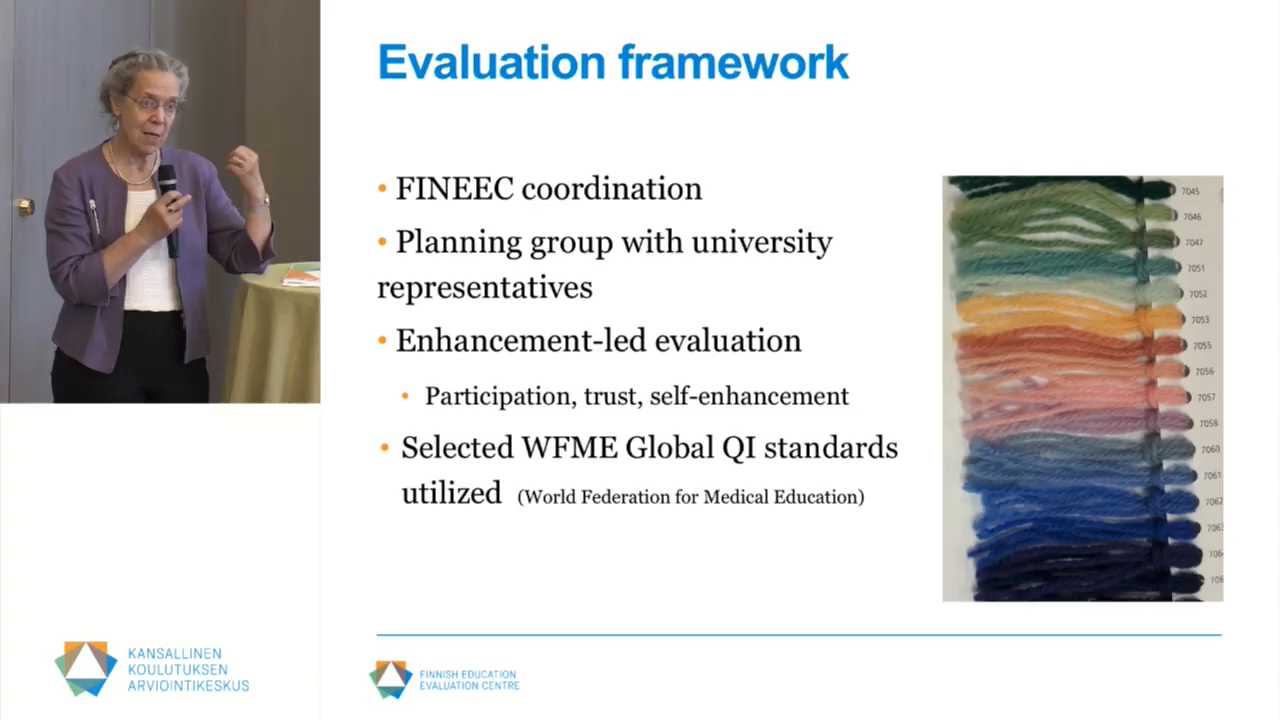 Evaluation framework
• FINEEC coordination
• Planning group with university
representatives
• Enhancement-led evaluation
• Participation, trust, self-enhancement
• Selected WFME Global QI standards
utilized (World Federation for Medical Education)
7045
7046
7047
7051
7052
7053
7055
7056
7057
7058
7060
7061
7062
KANSALLINEN
KOULUTUKSEN
ARVIOINTIKESKUS
FINNISH EDUCATION
EVALUATION CENTRE